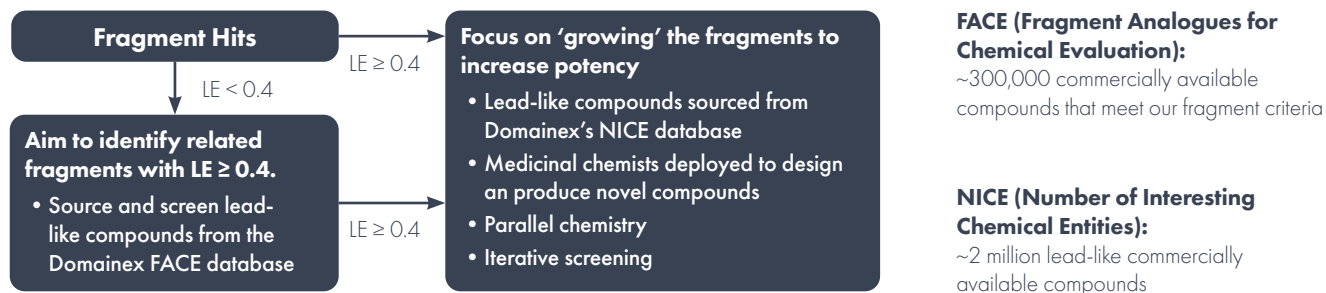 Fragment Hits
LE ≥ 0.4
LE < 0.4
Aim to identify related
fragments with LE ≥ 0.4.
• Source and screen lead-
like compounds from the
Domainex FACE database
LE ≥ 0.4
Focus on ‘growing’ the fragments to
increase potency
• Lead-like compounds sourced from
Domainex’s NICE database
• Medicinal chemists deployed to design
an produce novel compounds
• Parallel chemistry
• Iterative screening
FACE (Fragment Analogues for
Chemical Evaluation):
~300,000 commercially available
compounds that meet our fragment criteria
NICE (Number of Interesting
Chemical Entities):
~2 million lead-like commercially
available compounds